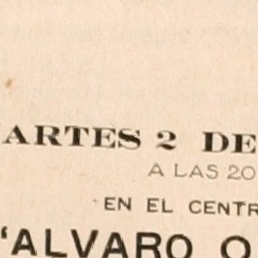 ARTES 2 DE
A LAS 20
EN EL CENTR
"ALVARO O